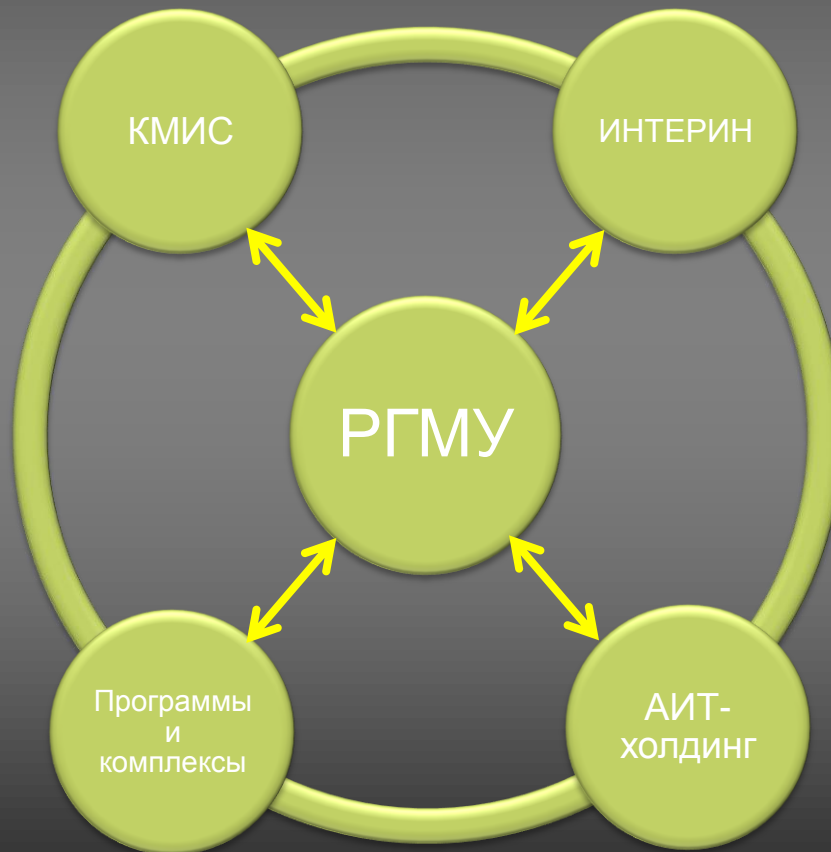 КМИС
ИНТЕРИН
РГМУ
Программы
и
комплексы
АИТ-
холдинг